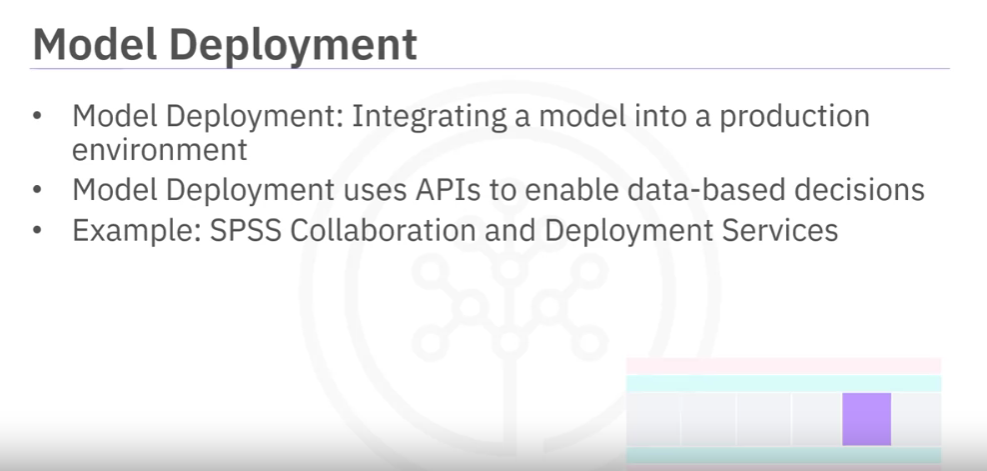 Model Deployment
• Model Deployment: Integrating a model into a production
environment
• Model Deployment uses APIs to enable data-based decisions
• Example: SPSS Collaboration and Deployment Services